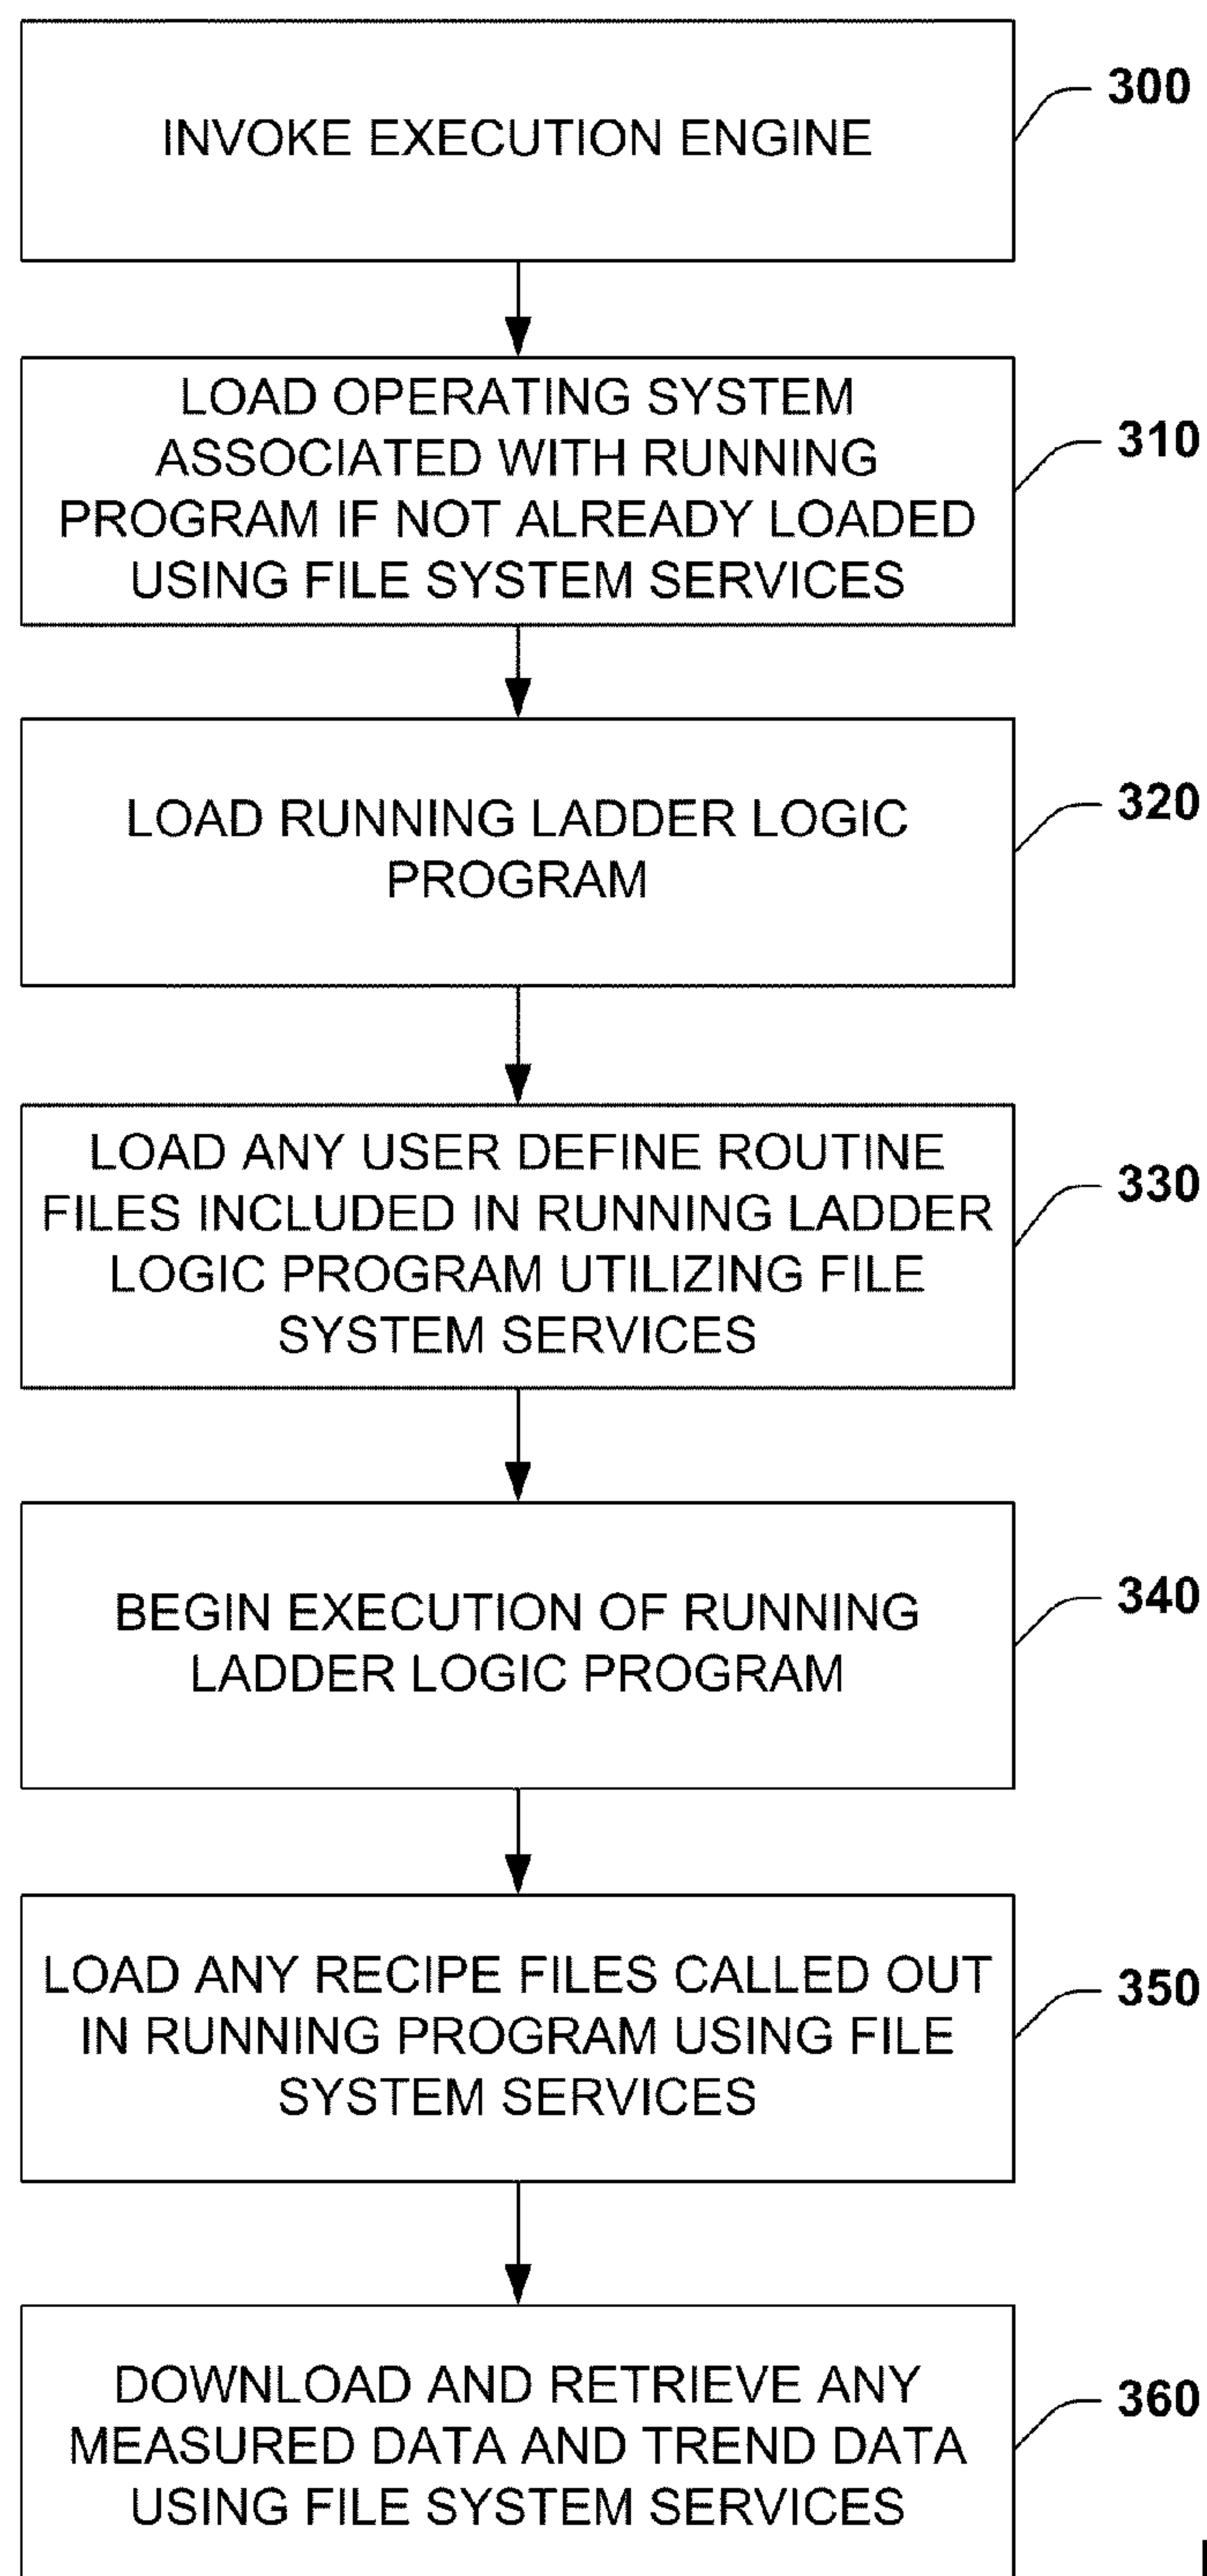 INVOKE EXECUTION ENGINE
300
LOAD OPERATING SYSTEM
ASSOCIATED WITH RUNNING
PROGRAM IF NOT ALREADY LOADED
USING FILE SYSTEM SERVICES
310
LOAD RUNNING LADDER LOGIC
PROGRAM
320
LOAD ANY USER DEFINE ROUTINE
FILES INCLUDED IN RUNNING LADDER
LOGIC PROGRAM UTILIZING FILE
SYSTEM SERVICES
330
BEGIN EXECUTION OF RUNNING
LADDER LOGIC PROGRAM
340
LOAD ANY RECIPE FILES CALLED OUT
IN RUNNING PROGRAM USING FILE
SYSTEM SERVICES
350
DOWNLOAD AND RETRIEVE ANY
MEASURED DATA AND TREND DATA
USING FILE SYSTEM SERVICES
360